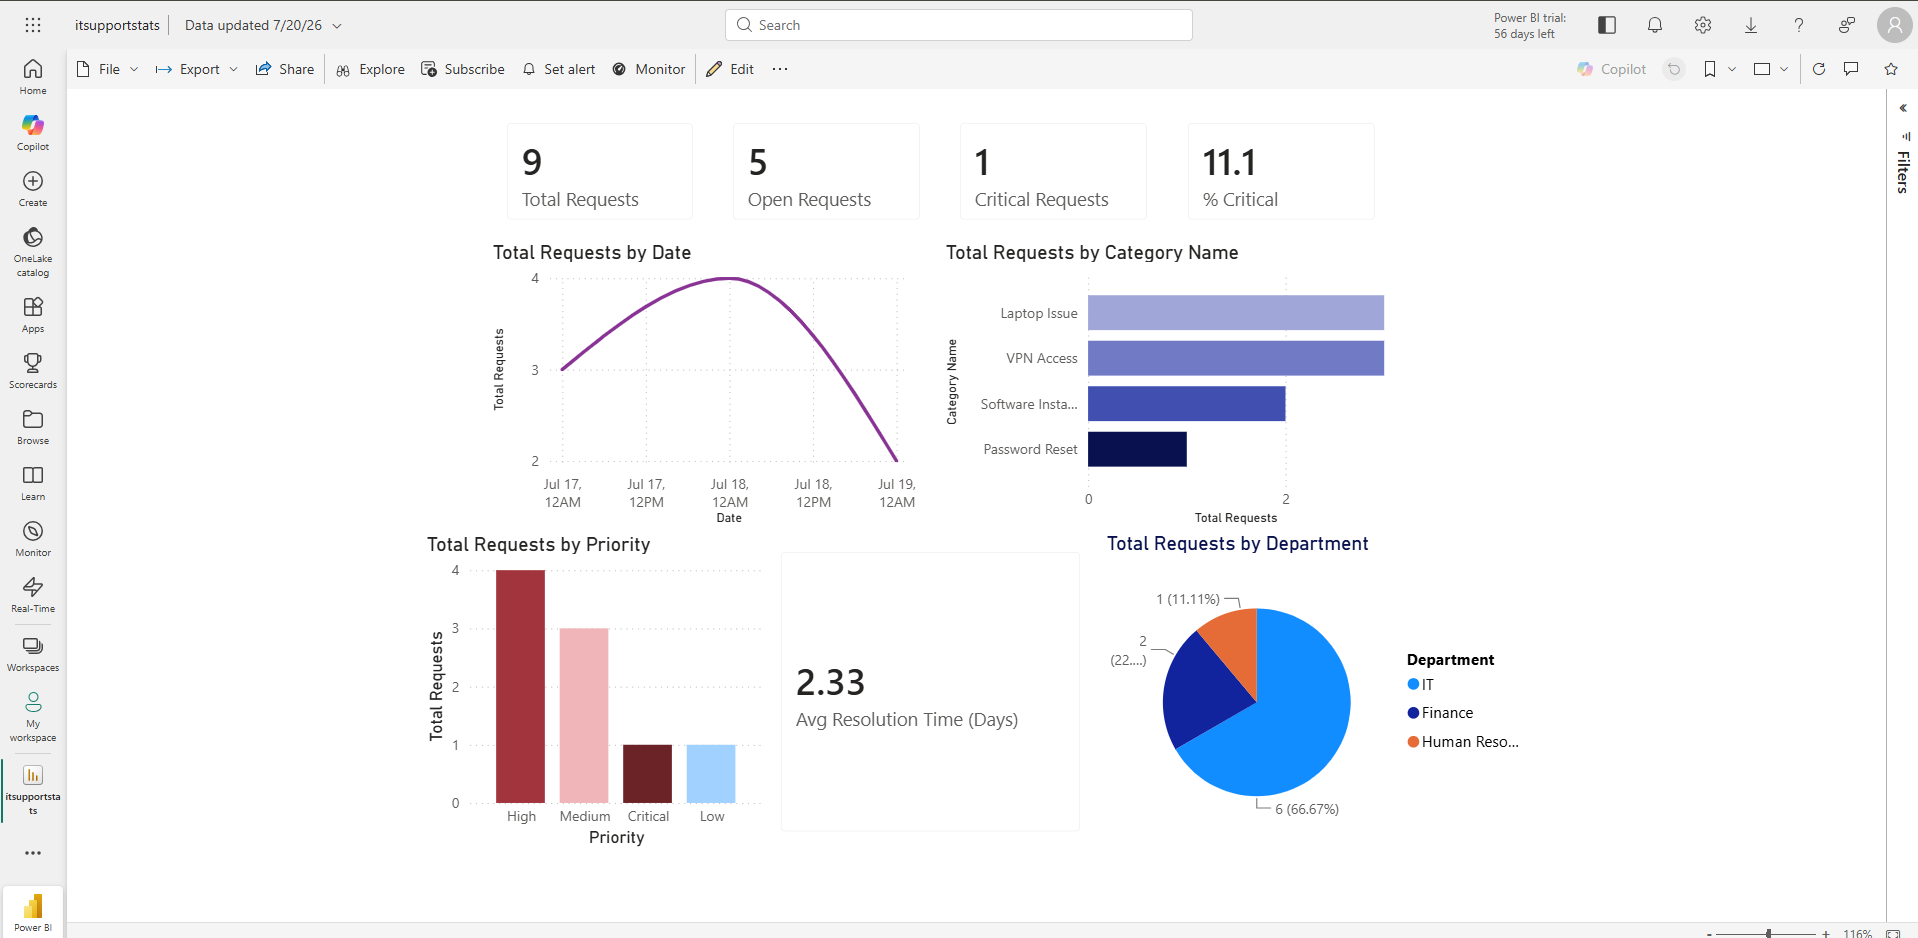 itsupportstats
Data updated 7/20/26
Search
Power BI trial:
56 days left
File
Export
Share
Explore
Subscribe
Set alert
Monitor
Edit
Copilot
Home
Copilot
Create
OneLake
catalog
Apps
Scorecards
Browse
Learn
Monitor
Real-Time
Workspaces
My
workspace
itsupportsta
ts
Power BI
9
Total Requests
5
Open Requests
1
Critical Requests
11.1
% Critical
Total Requests by Date
Total Requests
4
3
2
Jul 17,
12AM
Jul 17,
12PM
Jul 18,
12AM
Jul 18,
12PM
Jul 19,
12AM
Date
Total Requests by Category Name
Category Name
Laptop Issue
VPN Access
Software Insta...
Password Reset
0
2
Total Requests
Total Requests by Priority
Total Requests
4
3
2
1
0
High
Medium
Critical
Low
Priority
2.33
Avg Resolution Time (Days)
Total Requests by Department
1 (11.11%)
2
(22....)
6 (66.67%)
Department
IT
Finance
Human Reso...
Filters
- + 116%